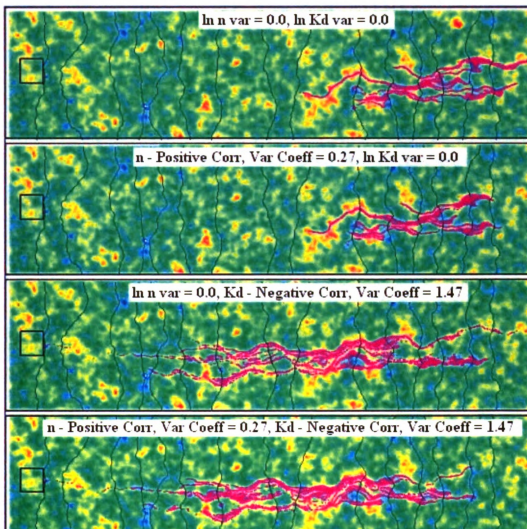 ln n var = 0.0, ln Kd var = 0.0
n - Positive Corr, Var Coeff = 0.27, ln Kd var = 0.0
ln n var = 0.0, Kd - Negative Corr, Var Coeff = 1.47
n - Positive Corr, Var Coeff = 0.27, Kd - Negative Corr, Var Coeff = 1.47